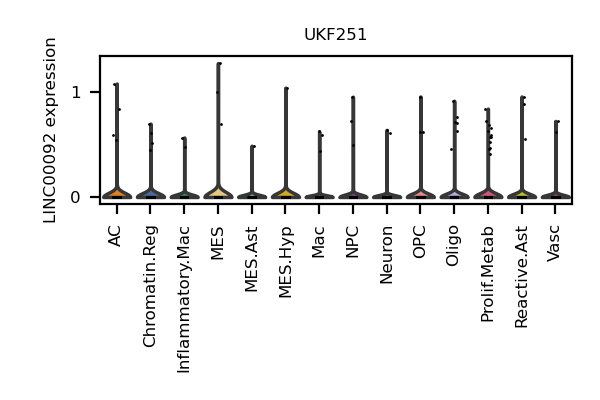 UKF251
LINC00092 expression
1
0
AC
Chromatin.Reg
Inflammatory.Mac
MES
MES.Ast
MES.Hyp
Mac
NPC
Neuron
OPC
Oligo
Prolif.Metab
Reactive.Ast
Vasc